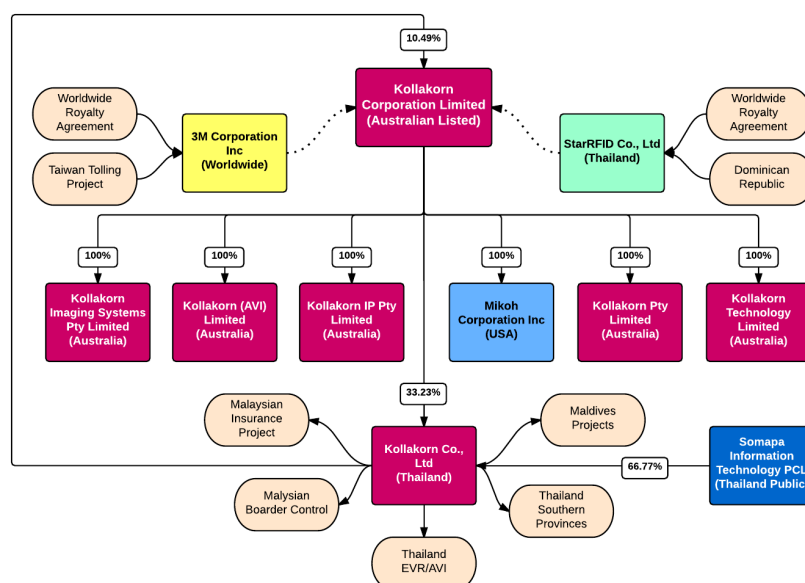 10.49%
Kollakorn
Corporation Limited
(Australian Listed)
Worldwide
Royalty
Agreement
3M Corporation
Inc
(Worldwide)
Taiwan Tolling
Project
StarRFID Co., Ltd
(Thailand)
Worldwide
Royalty
Agreement
Dominican
Republic
100%
100%
100%
100%
100%
100%
Kollakorn
Imaging Systems
Pty Limited
(Australia)
Kollakorn (AVI)
Limited
(Australia)
Kollakorn IP Pty
Limited
(Australia)
Mikoh
Corporation Inc
(USA)
Kollakorn Pty
Limited
(Australia)
Kollakorn
Technology
Limited
(Australia)
33.23%
Malaysian
Insurance
Project
Maldives
Projects
Kollakorn Co.,
Ltd
(Thailand)
66.77%
Somapa
Information
Technology PCL
(Thailand Public
Malysian
Boarder Control
Thailand
Southern
Provinces
Thailand
EVR/AVI